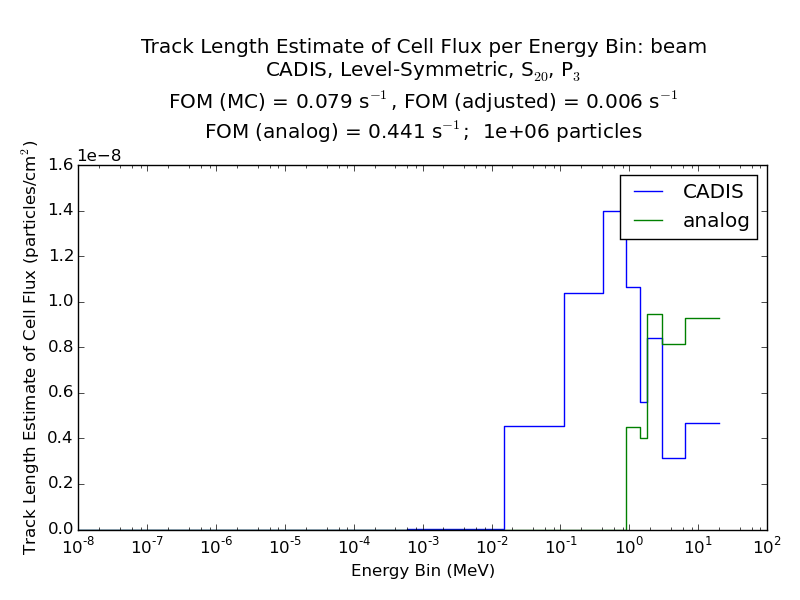 Track Length Estimate of Cell Flux per Energy Bin: beam
CADIS, Level-Symmetric, S₂₀, P₃
FOM (MC) = 0.079 s⁻¹, FOM (adjusted) = 0.006 s⁻¹
FOM (analog) = 0.441 s⁻¹; 1e+06 particles
1e−8
Track Length Estimate of Cell Flux (particles/cm²)
1.6
1.4
1.2
1.0
0.8
0.6
0.4
0.2
0.0
CADIS
analog
10⁻⁸ 10⁻⁷ 10⁻⁶ 10⁻⁵ 10⁻⁴ 10⁻³ 10⁻² 10⁻¹ 10⁰ 10¹ 10²
Energy Bin (MeV)